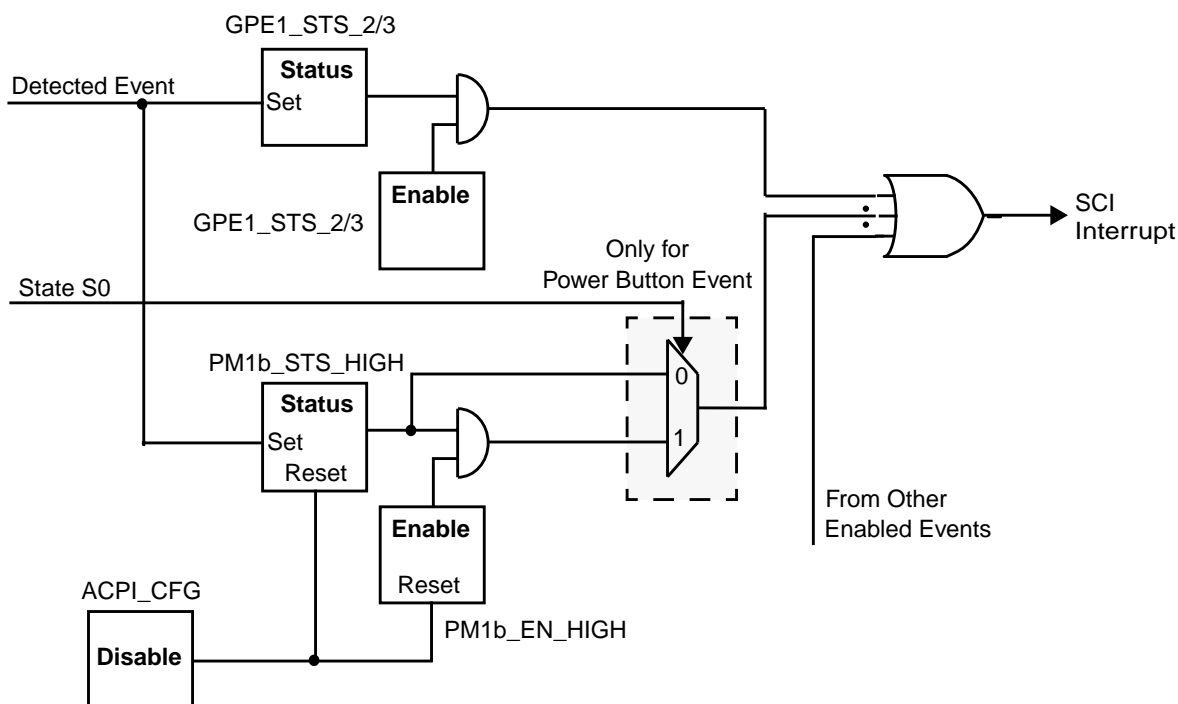 GPE1_STS_2/3
Detected Event
Status
Set
Enable
GPE1_STS_2/3
SCI
Interrupt
Only for
Power Button Event
State S0
PM1b_STS_HIGH
Status
Set
Reset
0
1
From Other
Enabled Events
Enable
Reset
ACPI_CFG
PM1b_EN_HIGH
Disable